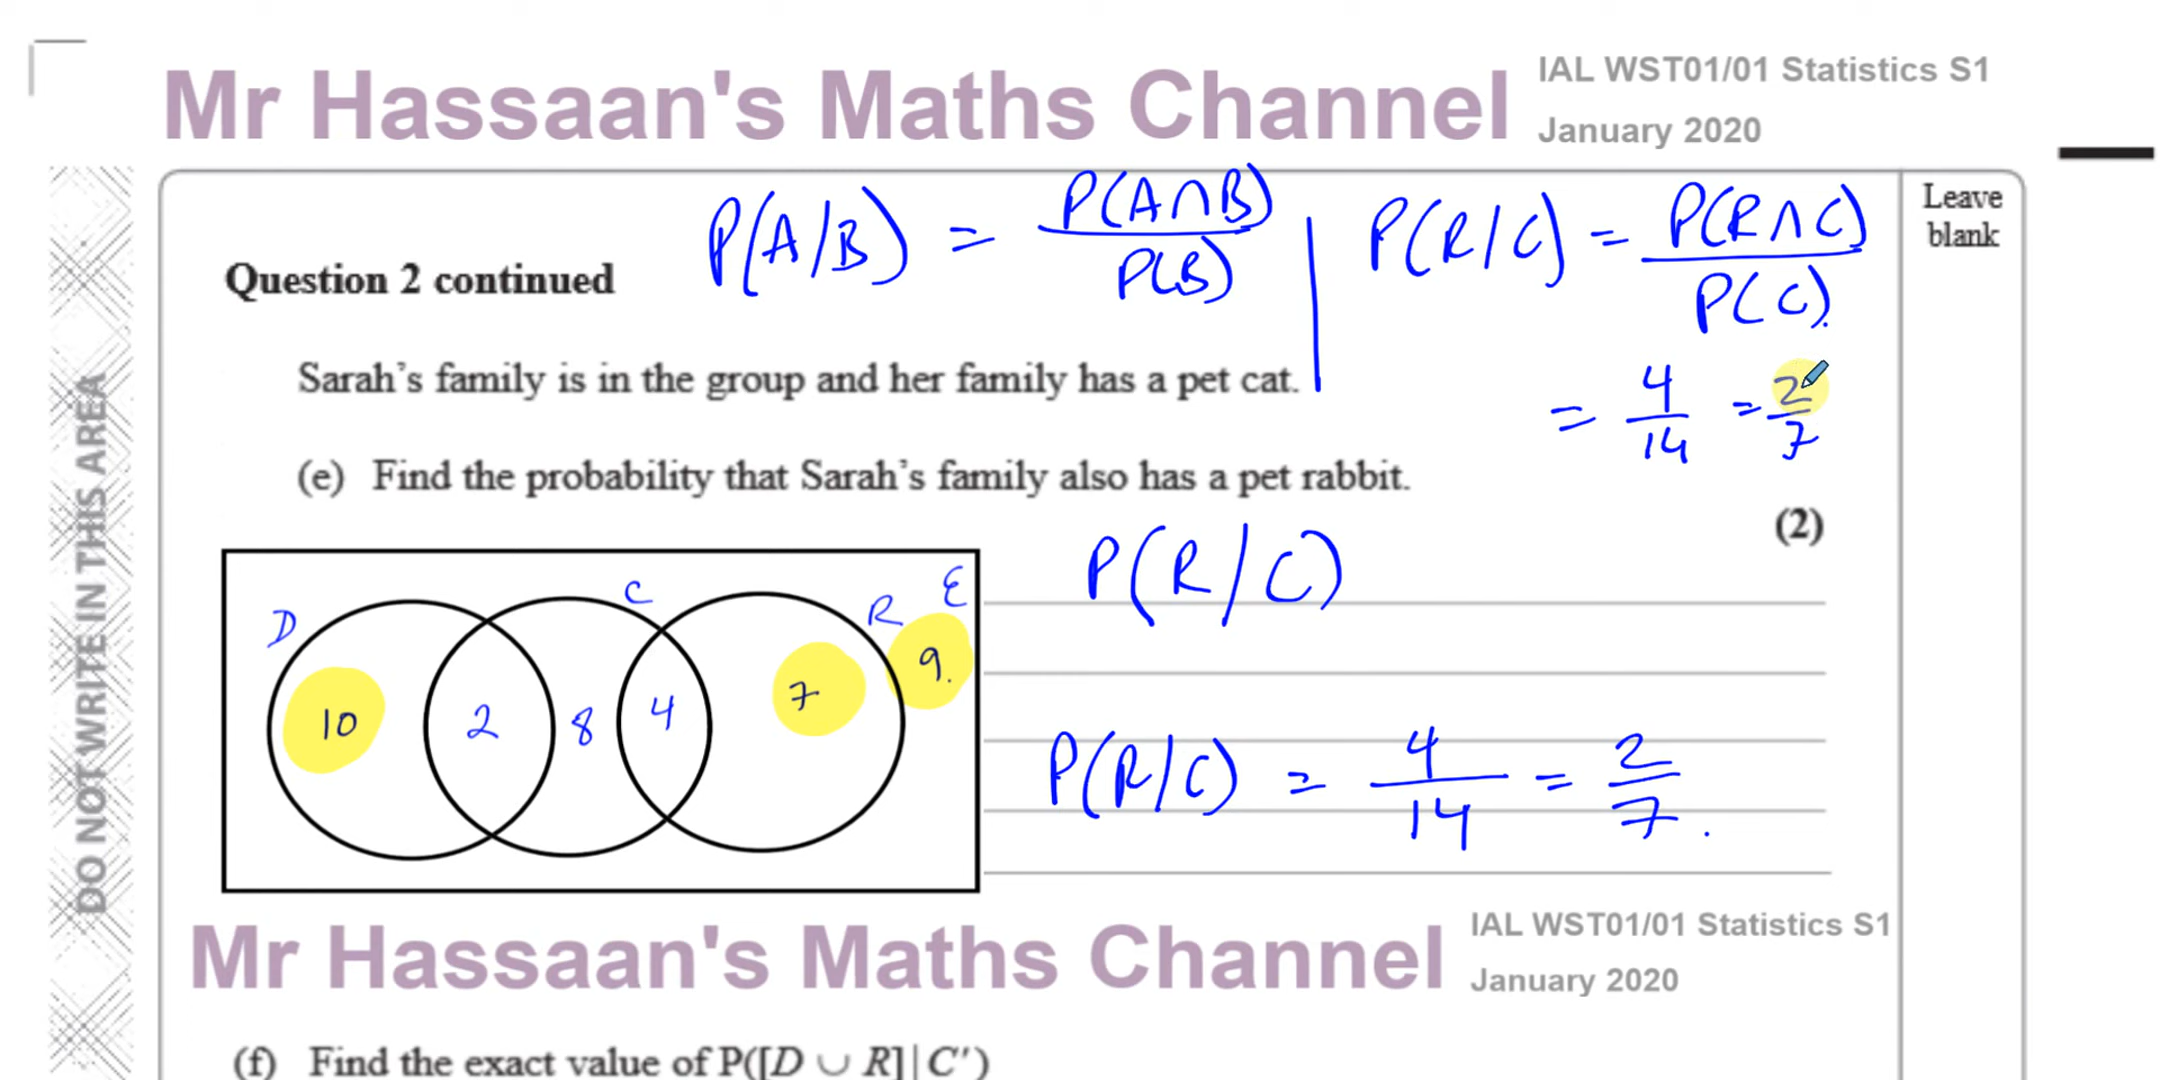 Mr Hassaan's Maths Channel
IAL WST01/01 Statistics S1
January 2020
Leave
blank
P(A/B) = P(A∩B) / P(B)
P(R/C) = P(R∩C) / P(C).
= 4/14 = 2/7
Question 2 continued
Sarah's family is in the group and her family has a pet cat.
(e) Find the probability that Sarah's family also has a pet rabbit.
(2)
P(R/C)
D
C
R
ℰ
10
2
8
4
7
9.
P(R/C) = 4/14 = 2/7.
DO NOT WRITE IN THIS AREA
Mr Hassaan's Maths Channel
IAL WST01/01 Statistics S1
January 2020
(f) Find the exact value of P([D ∪ R] | C′)